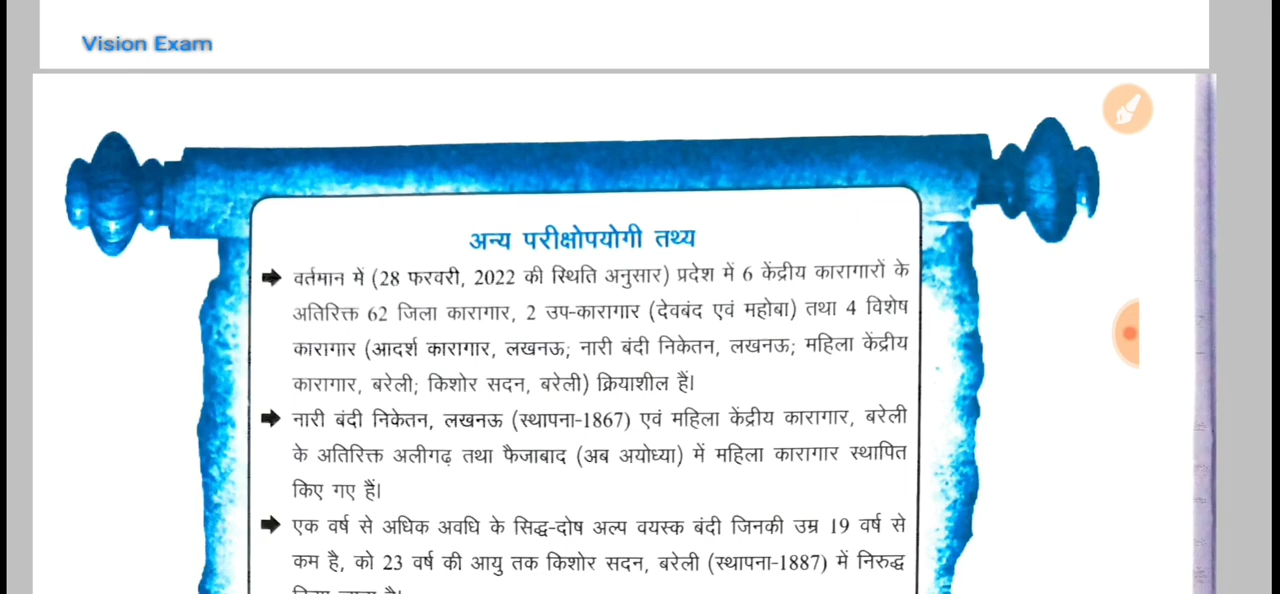 Vision Exam
अन्य परीक्षोपयोगी तथ्य
वर्तमान में (28 फरवरी, 2022 की स्थिति अनुसार) प्रदेश में 6 केंद्रीय कारागारों के
अतिरिक्त 62 जिला कारागार, 2 उप-कारागार (देवबंद एवं महोबा) तथा 4 विशेष
कारागार (आदर्श कारागार, लखनऊ; नारी बंदी निकेतन, लखनऊ; महिला केंद्रीय
कारागार, बरेली; किशोर सदन, बरेली) क्रियाशील हैं।
नारी बंदी निकेतन, लखनऊ (स्थापना-1867) एवं महिला केंद्रीय कारागार, बरेली
के अतिरिक्त अलीगढ़ तथा फैजाबाद (अब अयोध्या) में महिला कारागार स्थापित
किए गए हैं।
एक वर्ष से अधिक अवधि के सिद्ध-दोष अल्प वयस्क बंदी जिनकी उम्र 19 वर्ष से
कम है, को 23 वर्ष की आयु तक किशोर सदन, बरेली (स्थापना-1887) में निरुद्ध